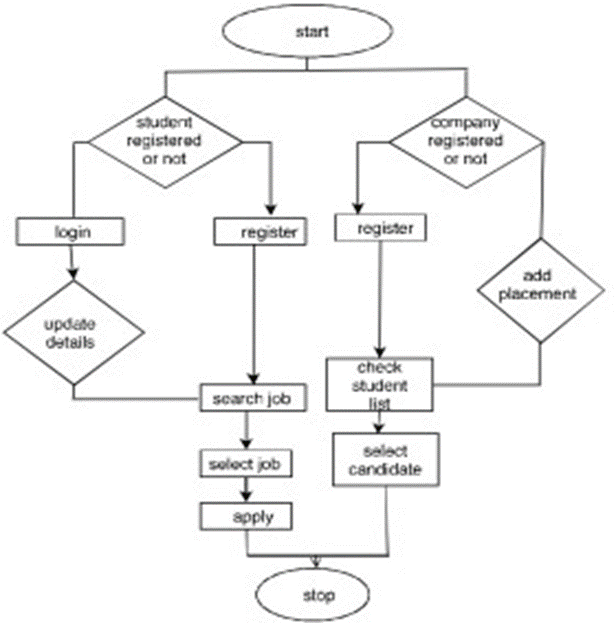 start
student
registered
or not
company
registered
or not
login
register
register
add
placement
update
details
check
student
list
search job
select
candidate
select job
apply
stop